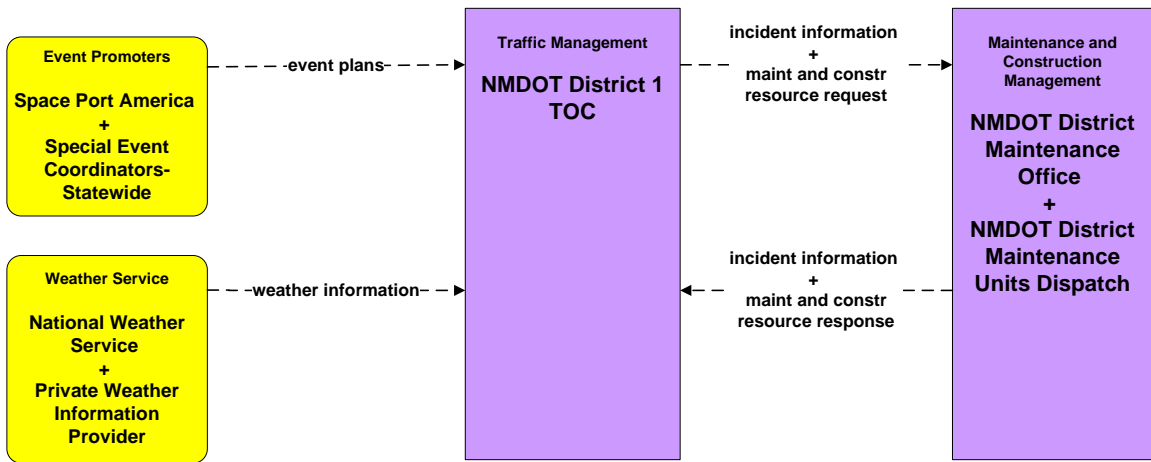 Event Promoters
Space Port America
+
Special Event
Coordinators-
Statewide
event plans
Traffic Management
NMDOT District 1
TOC
incident information
+
maint and constr
resource request
Maintenance and
Construction
Management
NMDOT District
Maintenance
Office
+
NMDOT District
Maintenance
Units Dispatch
Weather Service
National Weather
Service
+
Private Weather
Information
Provider
weather information
incident information
+
maint and constr
resource response